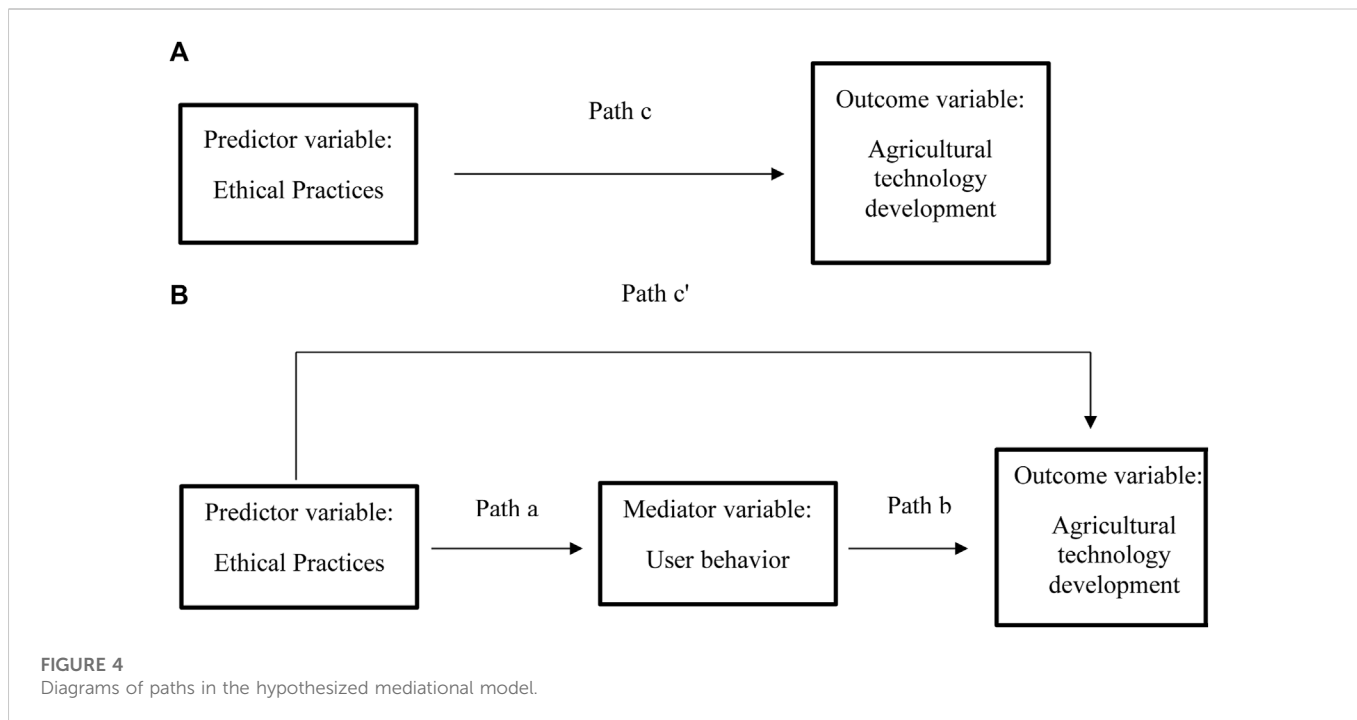 A
Predictor variable:
Ethical Practices
Path c
Outcome variable:
Agricultural
technology
development
B
Path c'
Predictor variable:
Ethical Practices
Path a
Mediator variable:
User behavior
Path b
Outcome variable:
Agricultural
technology
development
FIGURE 4
Diagrams of paths in the hypothesized mediational model.